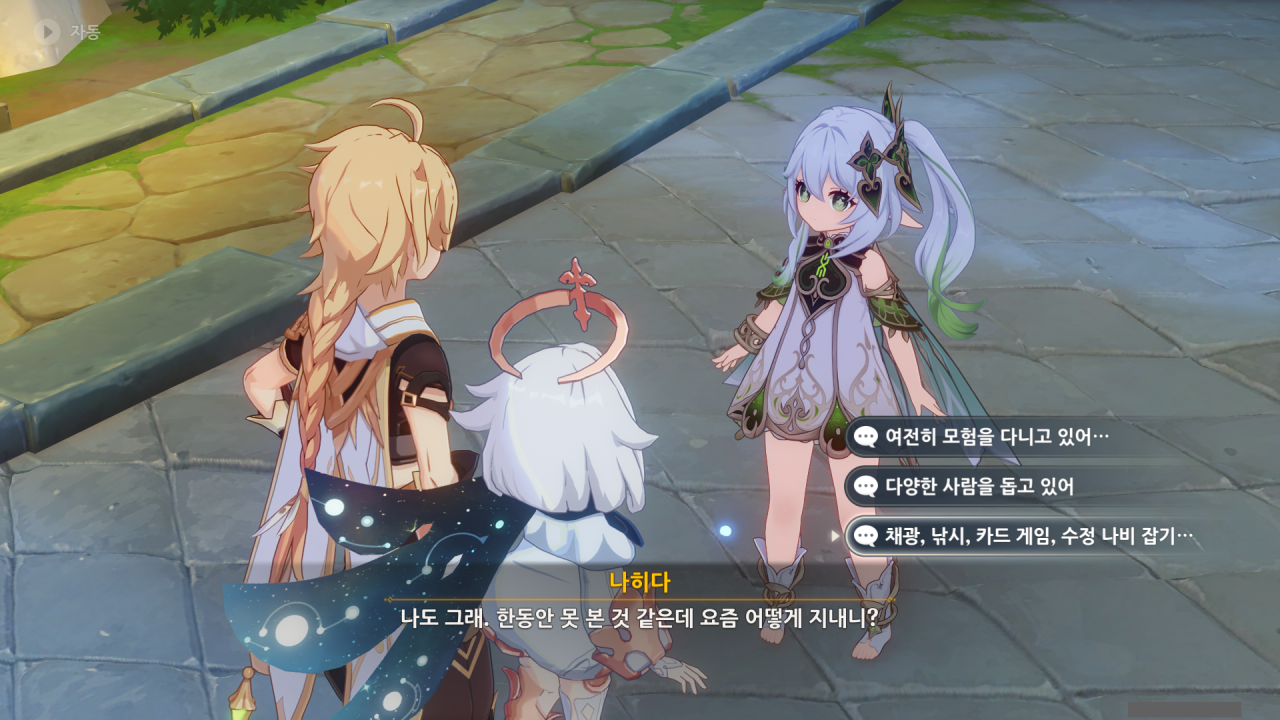 자동
여전히 모험을 다니고 있어…
다양한 사람을 돕고 있어
채광, 낚시, 카드 게임, 수정 나비 잡기…
나히다
나도 그래. 한동안 못 본 것 같은데 요즘 어떻게 지내니?